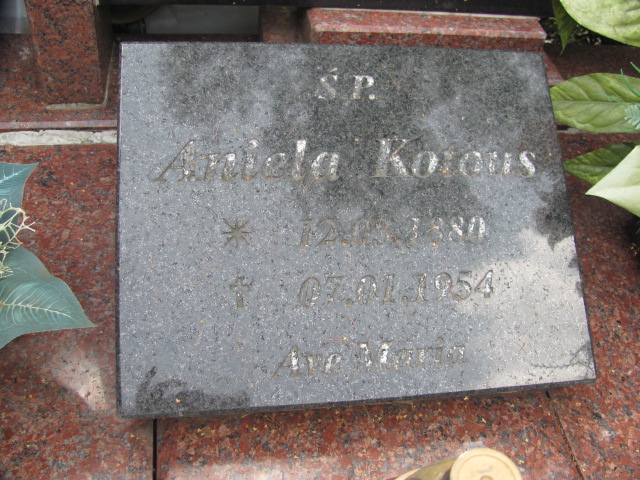 Ś.P.
Aniela Kotous
* 12.05.1880
✝ 07.01.1954
Ave Maria